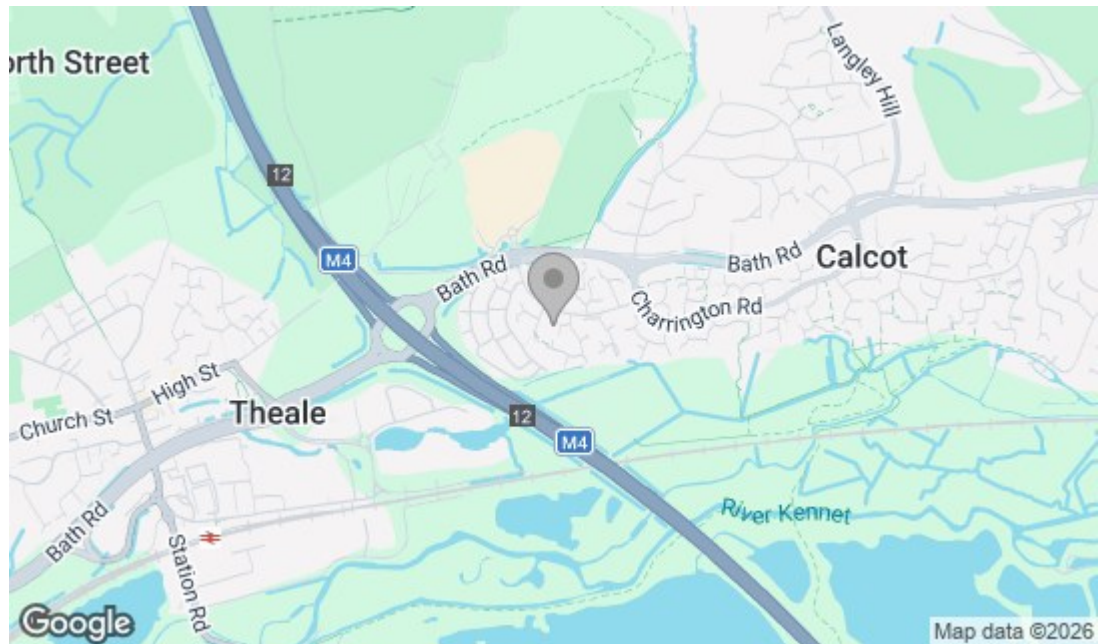 orth Street
Langley Hill
12
M4
Bath Rd
Bath Rd
Calcot
Charrington Rd
High St
Church St
Theale
12
M4
Bath Rd
Station Rd
River Kennet
Google
Map data ©2026